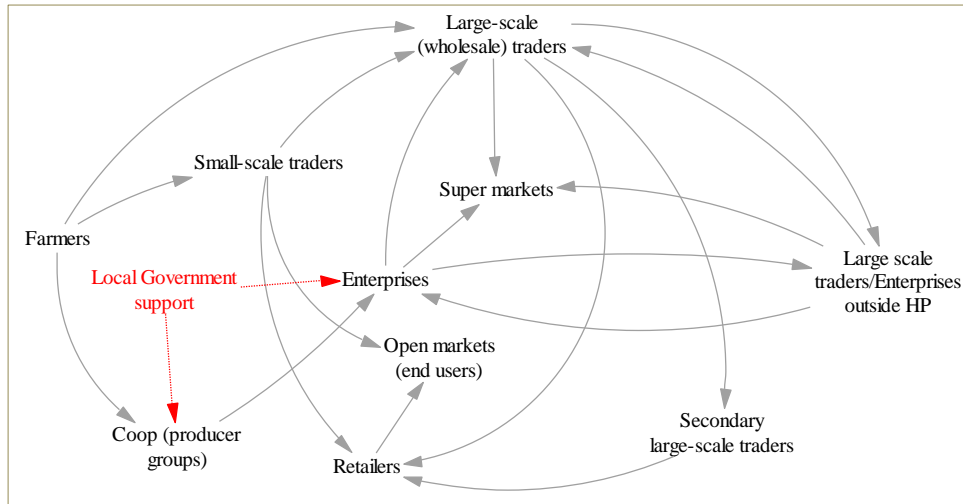 Large-scale
(wholesale) traders
Small-scale traders
Super markets
Farmers
Local Government
support
Enterprises
Large scale
traders/Enterprises
outside HP
Open markets
(end users)
Coop (producer
groups)
Secondary
large-scale traders
Retailers